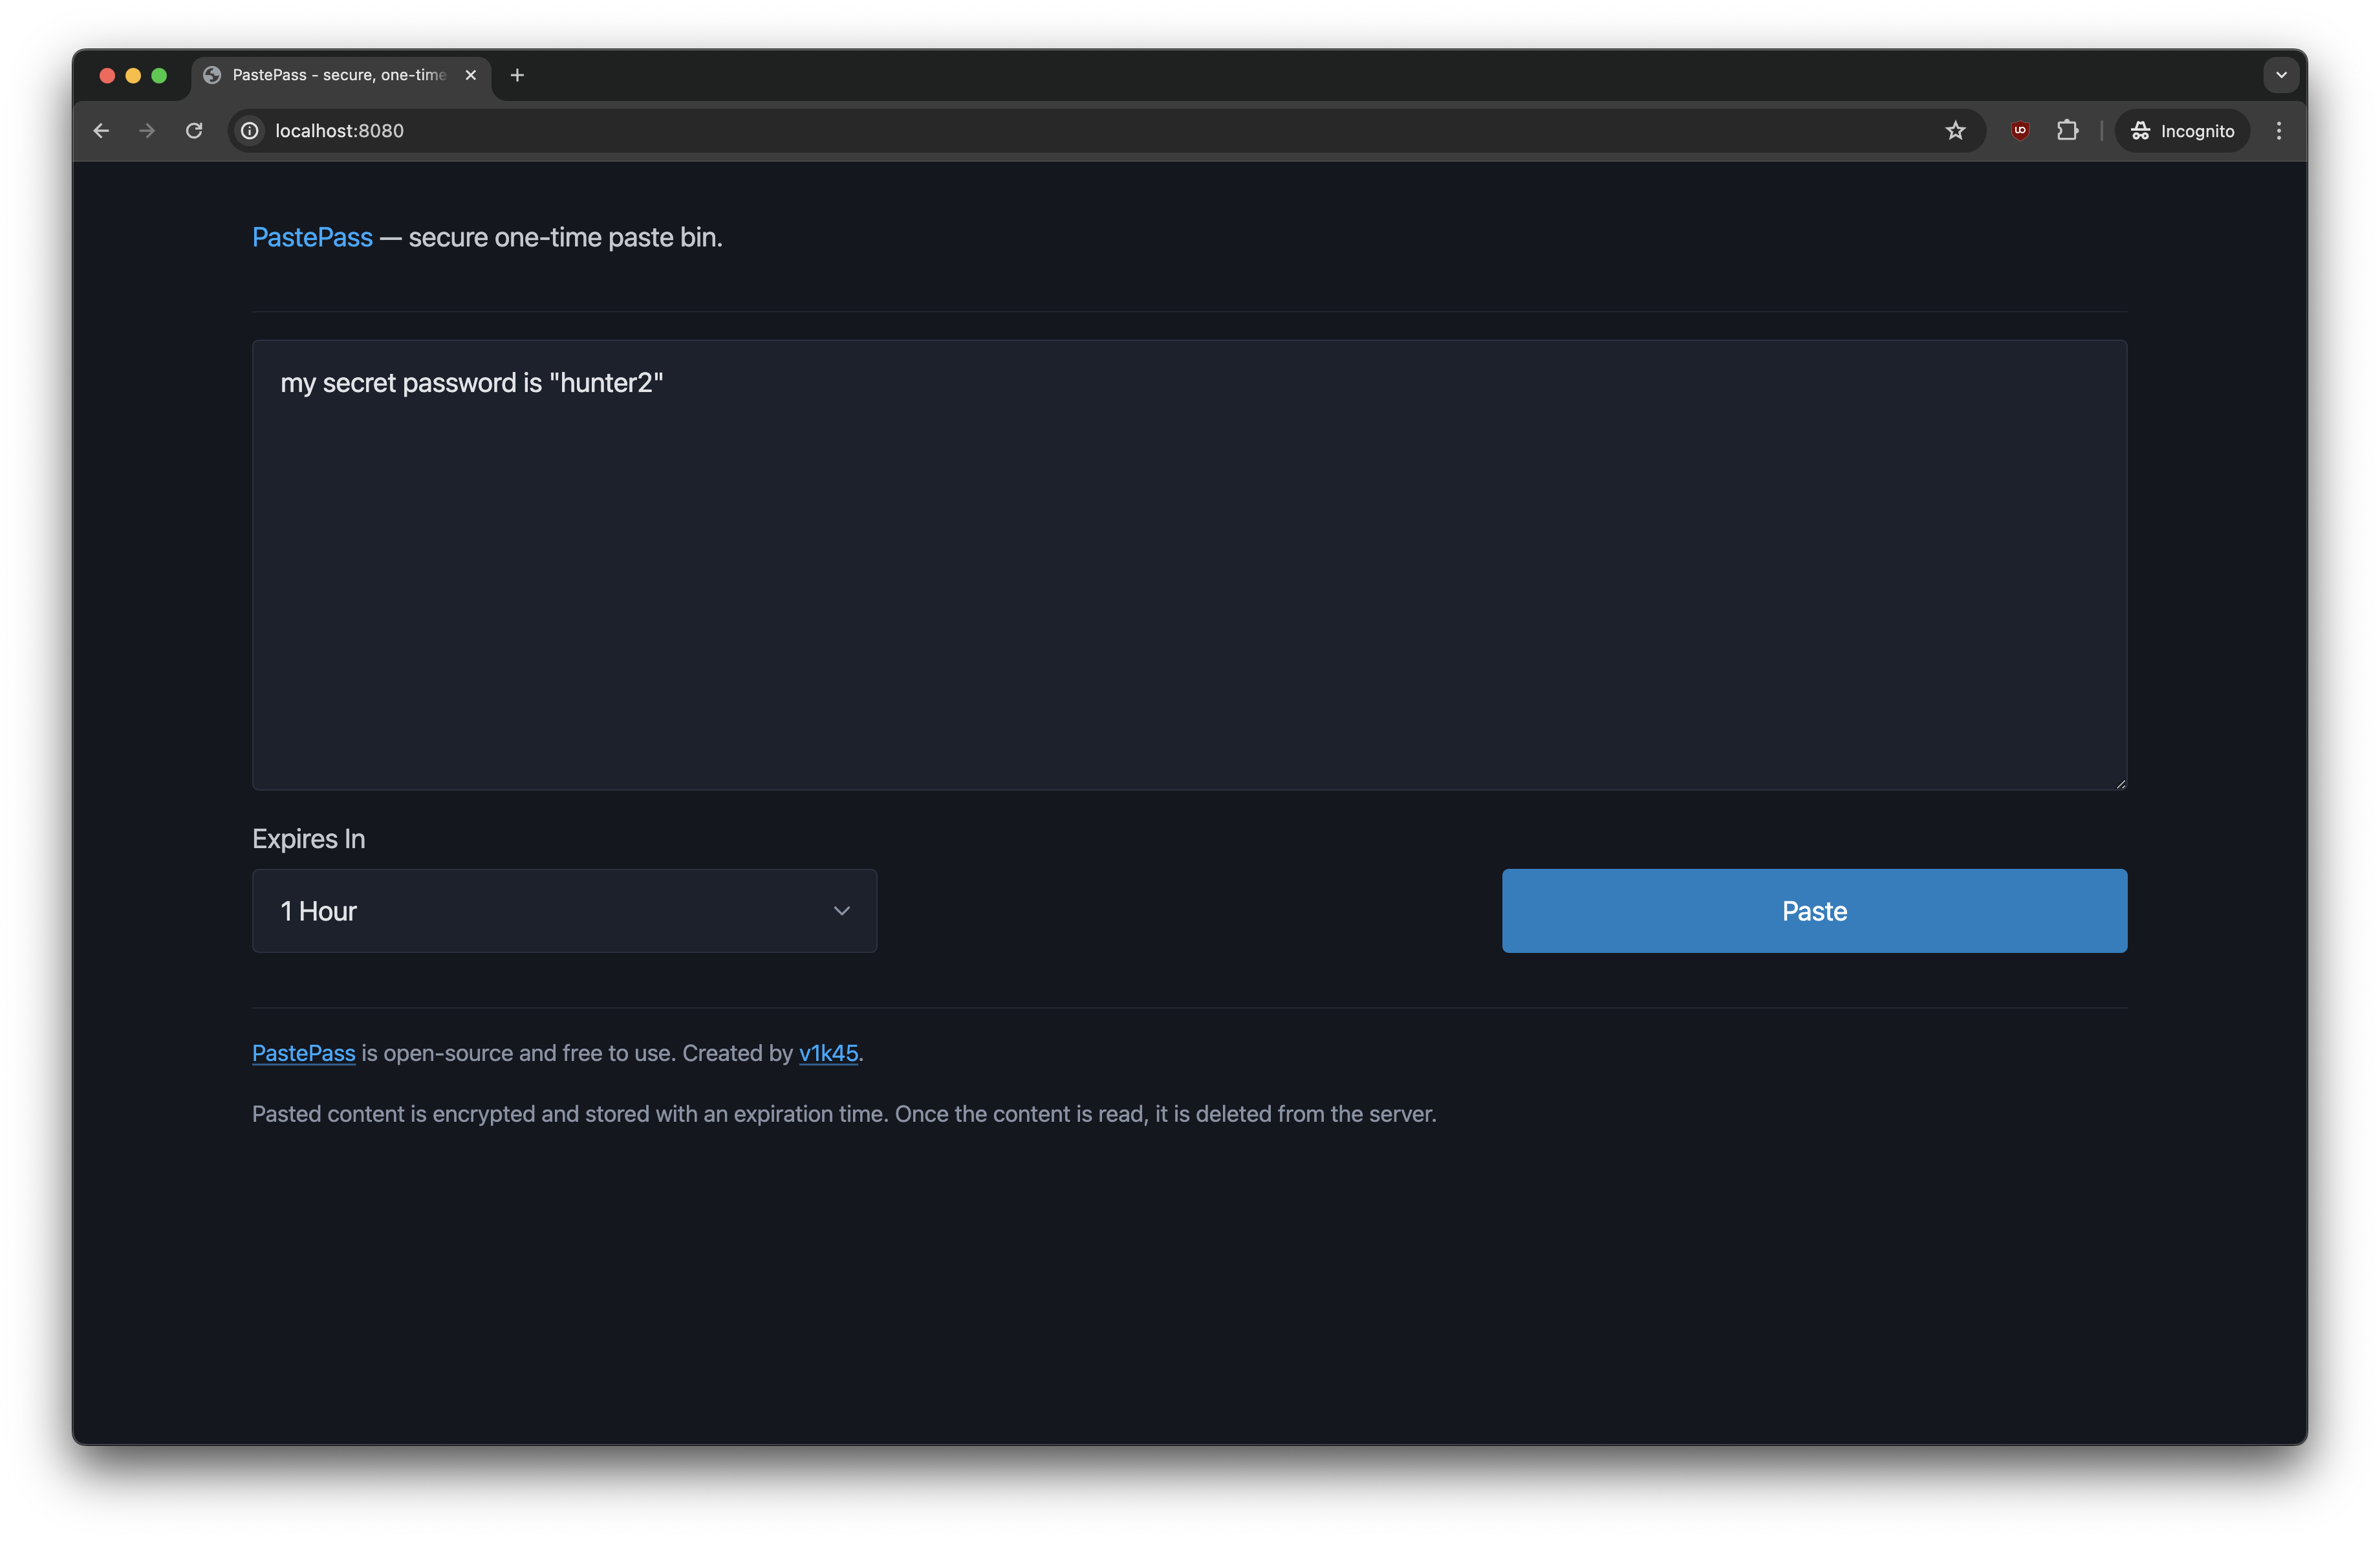 PastePass - secure, one-time
localhost:8080
Incognito
PastePass — secure one-time paste bin.
my secret password is "hunter2"
Expires In
1 Hour
Paste
PastePass is open-source and free to use. Created by v1k45.
Pasted content is encrypted and stored with an expiration time. Once the content is read, it is deleted from the server.